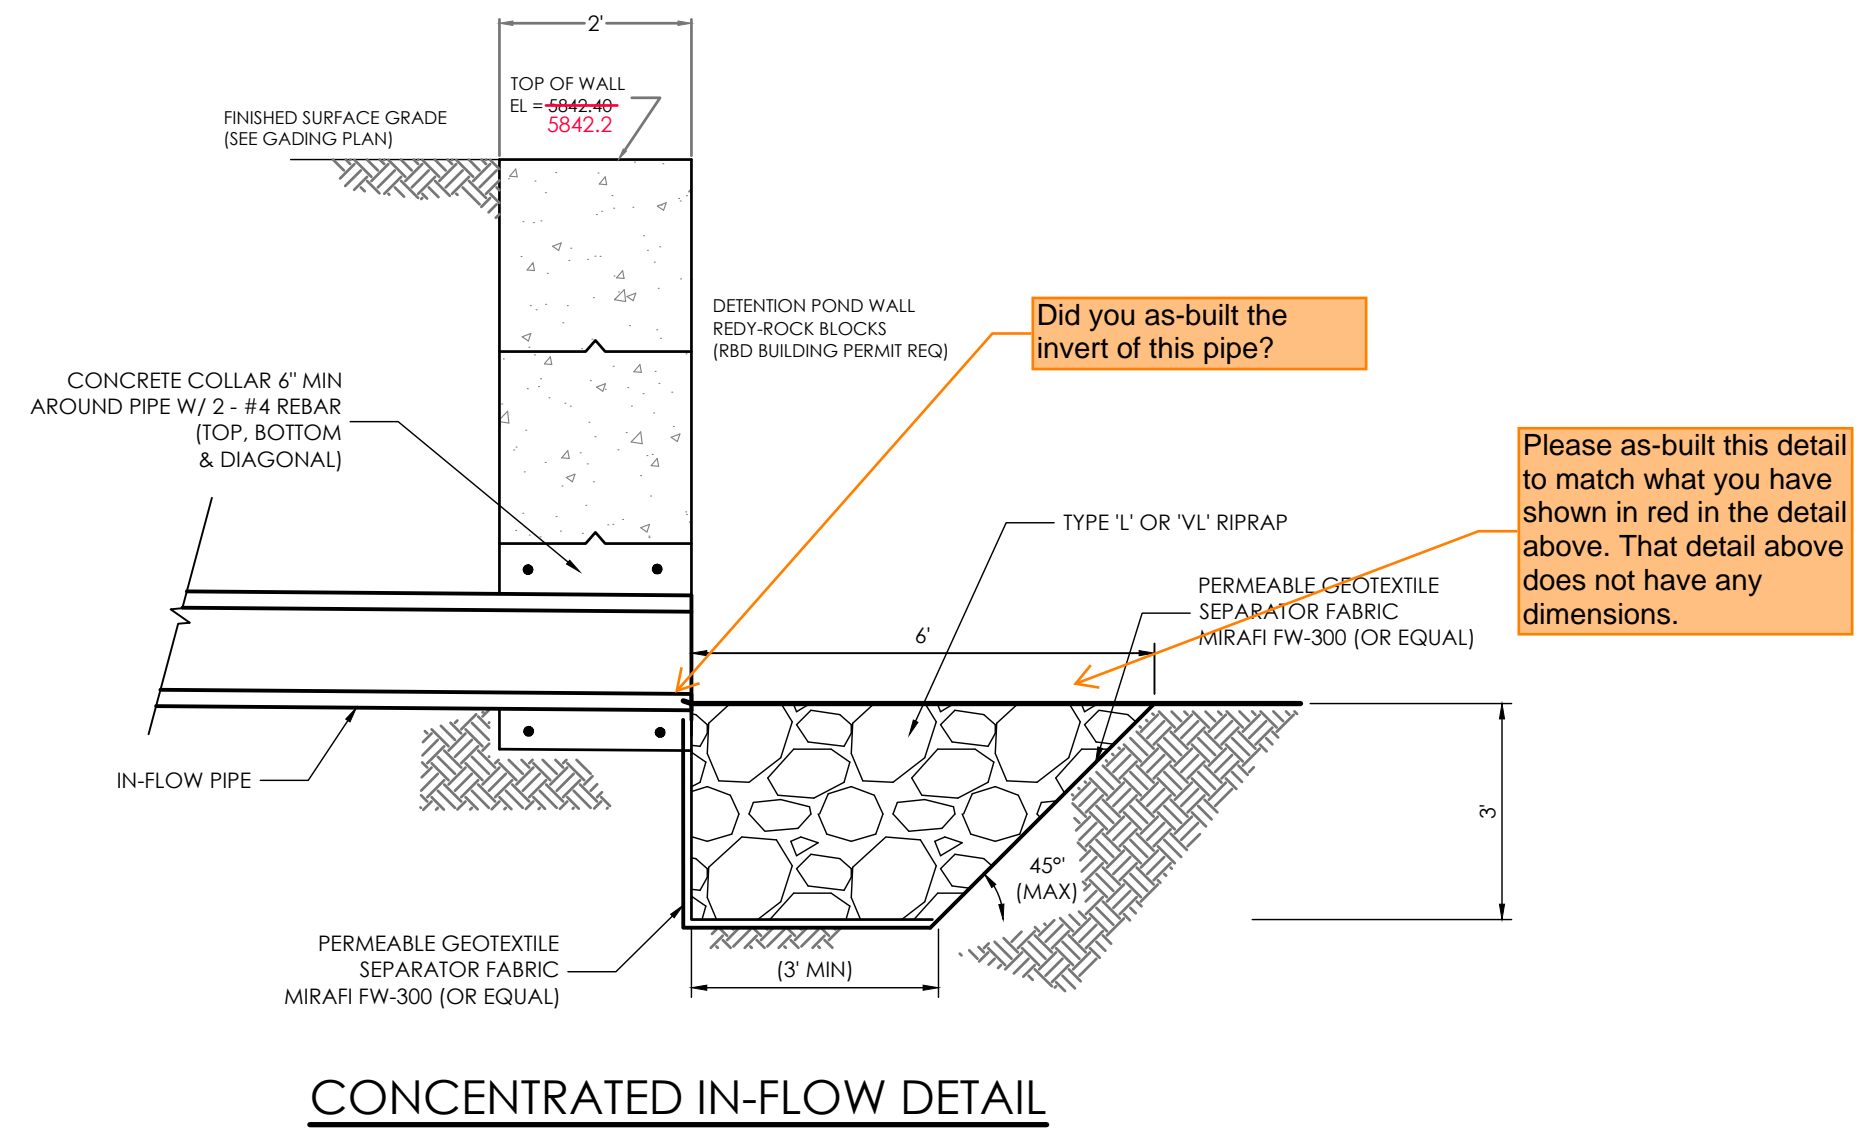 2'
TOP OF WALL
EL = 5842.40
5842.2
FINISHED SURFACE GRADE
(SEE GADING PLAN)
DETENTION POND WALL
REDY-ROCK BLOCKS
(RBD BUILDING PERMIT REQ)
Did you as-built the
invert of this pipe?
CONCRETE COLLAR 6" MIN
AROUND PIPE W/ 2 - #4 REBAR
(TOP, BOTTOM
& DIAGONAL)
Please as-built this detail
to match what you have
shown in red in the detail
above. That detail above
does not have any
dimensions.
TYPE 'L' OR 'VL' RIPRAP
PERMEABLE GEOTEXTILE
SEPARATOR FABRIC
MIRAFI FW-300 (OR EQUAL)
6'
IN-FLOW PIPE
3'
45°'
(MAX)
PERMEABLE GEOTEXTILE
SEPARATOR FABRIC
MIRAFI FW-300 (OR EQUAL)
(3' MIN)
CONCENTRATED IN-FLOW DETAIL